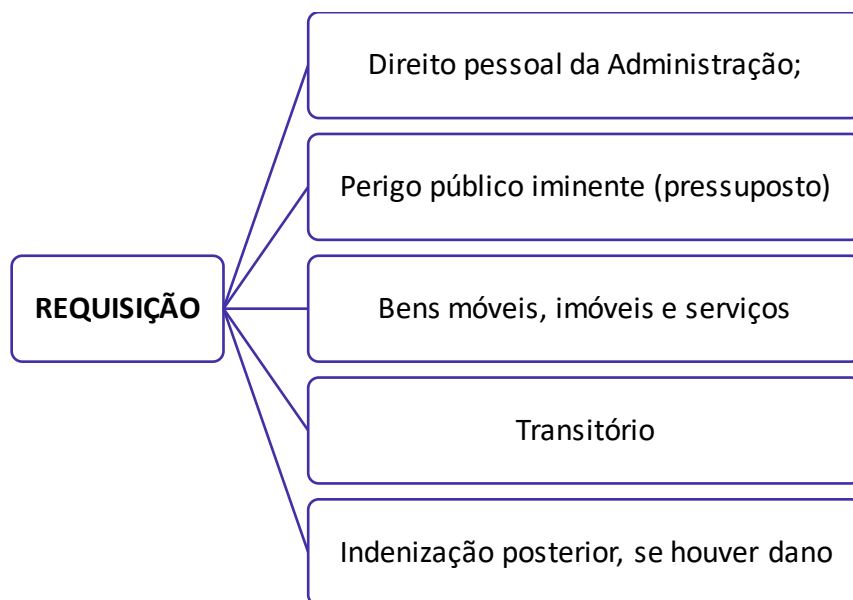 Direito pessoal da Administração;
Perigo público iminente (pressuposto)
REQUISIÇÃO
Bens móveis, imóveis e serviços
Transitório
Indenização posterior, se houver dano